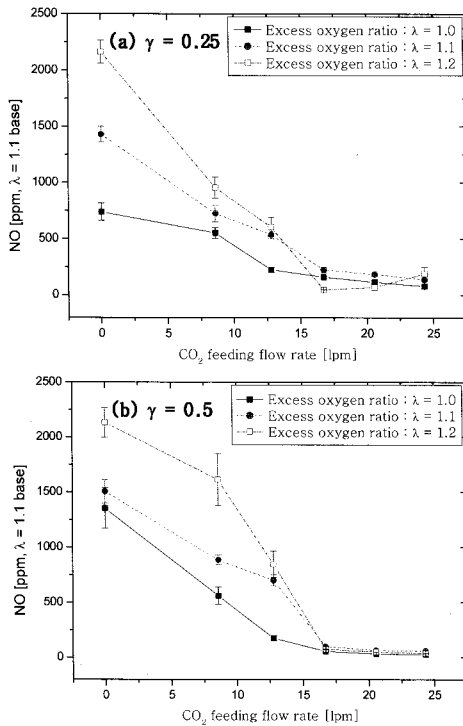 (a) γ = 0.25
Excess oxygen ratio : λ = 1.0
Excess oxygen ratio : λ = 1.1
Excess oxygen ratio : λ = 1.2
NO [ppm, λ = 1.1 base]
2500
2000
1500
1000
500
0
0 5 10 15 20 25
CO₂ feeding flow rate [lpm]
(b) γ = 0.5
Excess oxygen ratio : λ = 1.0
Excess oxygen ratio : λ = 1.1
Excess oxygen ratio : λ = 1.2
NO [ppm, λ = 1.1 base]
2500
2000
1500
1000
500
0
0 5 10 15 20 25
CO₂ feeding flow rate [lpm]